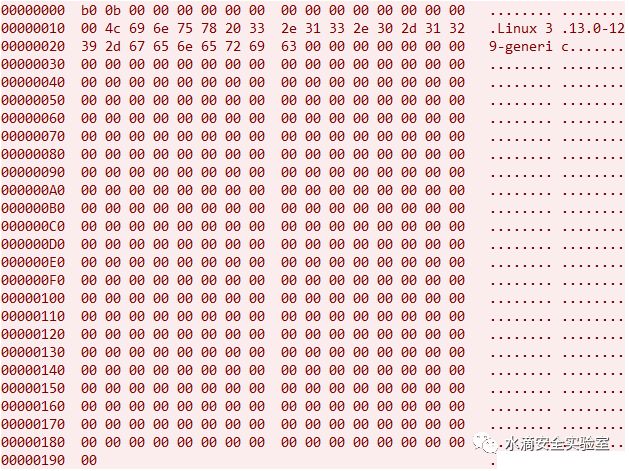 00000000 b0 0b 00 00 00 00 00 00 00 00 00 00 00 00 00 00 ........ ........
00000010 00 4c 69 6e 75 78 20 33 2e 31 33 2e 30 2d 31 32 .Linux 3 .13.0-12
00000020 39 2d 67 65 6e 65 72 69 63 00 00 00 00 00 00 00 9-generi c.......
00000030 00 00 00 00 00 00 00 00 00 00 00 00 00 00 00 00 ........ ........
00000040 00 00 00 00 00 00 00 00 00 00 00 00 00 00 00 00 ........ ........
00000050 00 00 00 00 00 00 00 00 00 00 00 00 00 00 00 00 ........ ........
00000060 00 00 00 00 00 00 00 00 00 00 00 00 00 00 00 00 ........ ........
00000070 00 00 00 00 00 00 00 00 00 00 00 00 00 00 00 00 ........ ........
00000080 00 00 00 00 00 00 00 00 00 00 00 00 00 00 00 00 ........ ........
00000090 00 00 00 00 00 00 00 00 00 00 00 00 00 00 00 00 ........ ........
000000A0 00 00 00 00 00 00 00 00 00 00 00 00 00 00 00 00 ........ ........
000000B0 00 00 00 00 00 00 00 00 00 00 00 00 00 00 00 00 ........ ........
000000C0 00 00 00 00 00 00 00 00 00 00 00 00 00 00 00 00 ........ ........
000000D0 00 00 00 00 00 00 00 00 00 00 00 00 00 00 00 00 ........ ........
000000E0 00 00 00 00 00 00 00 00 00 00 00 00 00 00 00 00 ........ ........
000000F0 00 00 00 00 00 00 00 00 00 00 00 00 00 00 00 00 ........ ........
00000100 00 00 00 00 00 00 00 00 00 00 00 00 00 00 00 00 ........ ........
00000110 00 00 00 00 00 00 00 00 00 00 00 00 00 00 00 00 ........ ........
00000120 00 00 00 00 00 00 00 00 00 00 00 00 00 00 00 00 ........ ........
00000130 00 00 00 00 00 00 00 00 00 00 00 00 00 00 00 00 ........ ........
00000140 00 00 00 00 00 00 00 00 00 00 00 00 00 00 00 00 ........ ........
00000150 00 00 00 00 00 00 00 00 00 00 00 00 00 00 00 00 ........ ........
00000160 00 00 00 00 00 00 00 00 00 00 00 00 00 00 00 00 ........ ........
00000170 00 00 00 00 00 00 00 00 00 00 00 00 00 00 00 00 ........ ........
00000180 00 00 00 00 00 00 00 00 00 00 00 00 00 00 00 00 ........ ........
00000190 00 .
水滴安全实验室